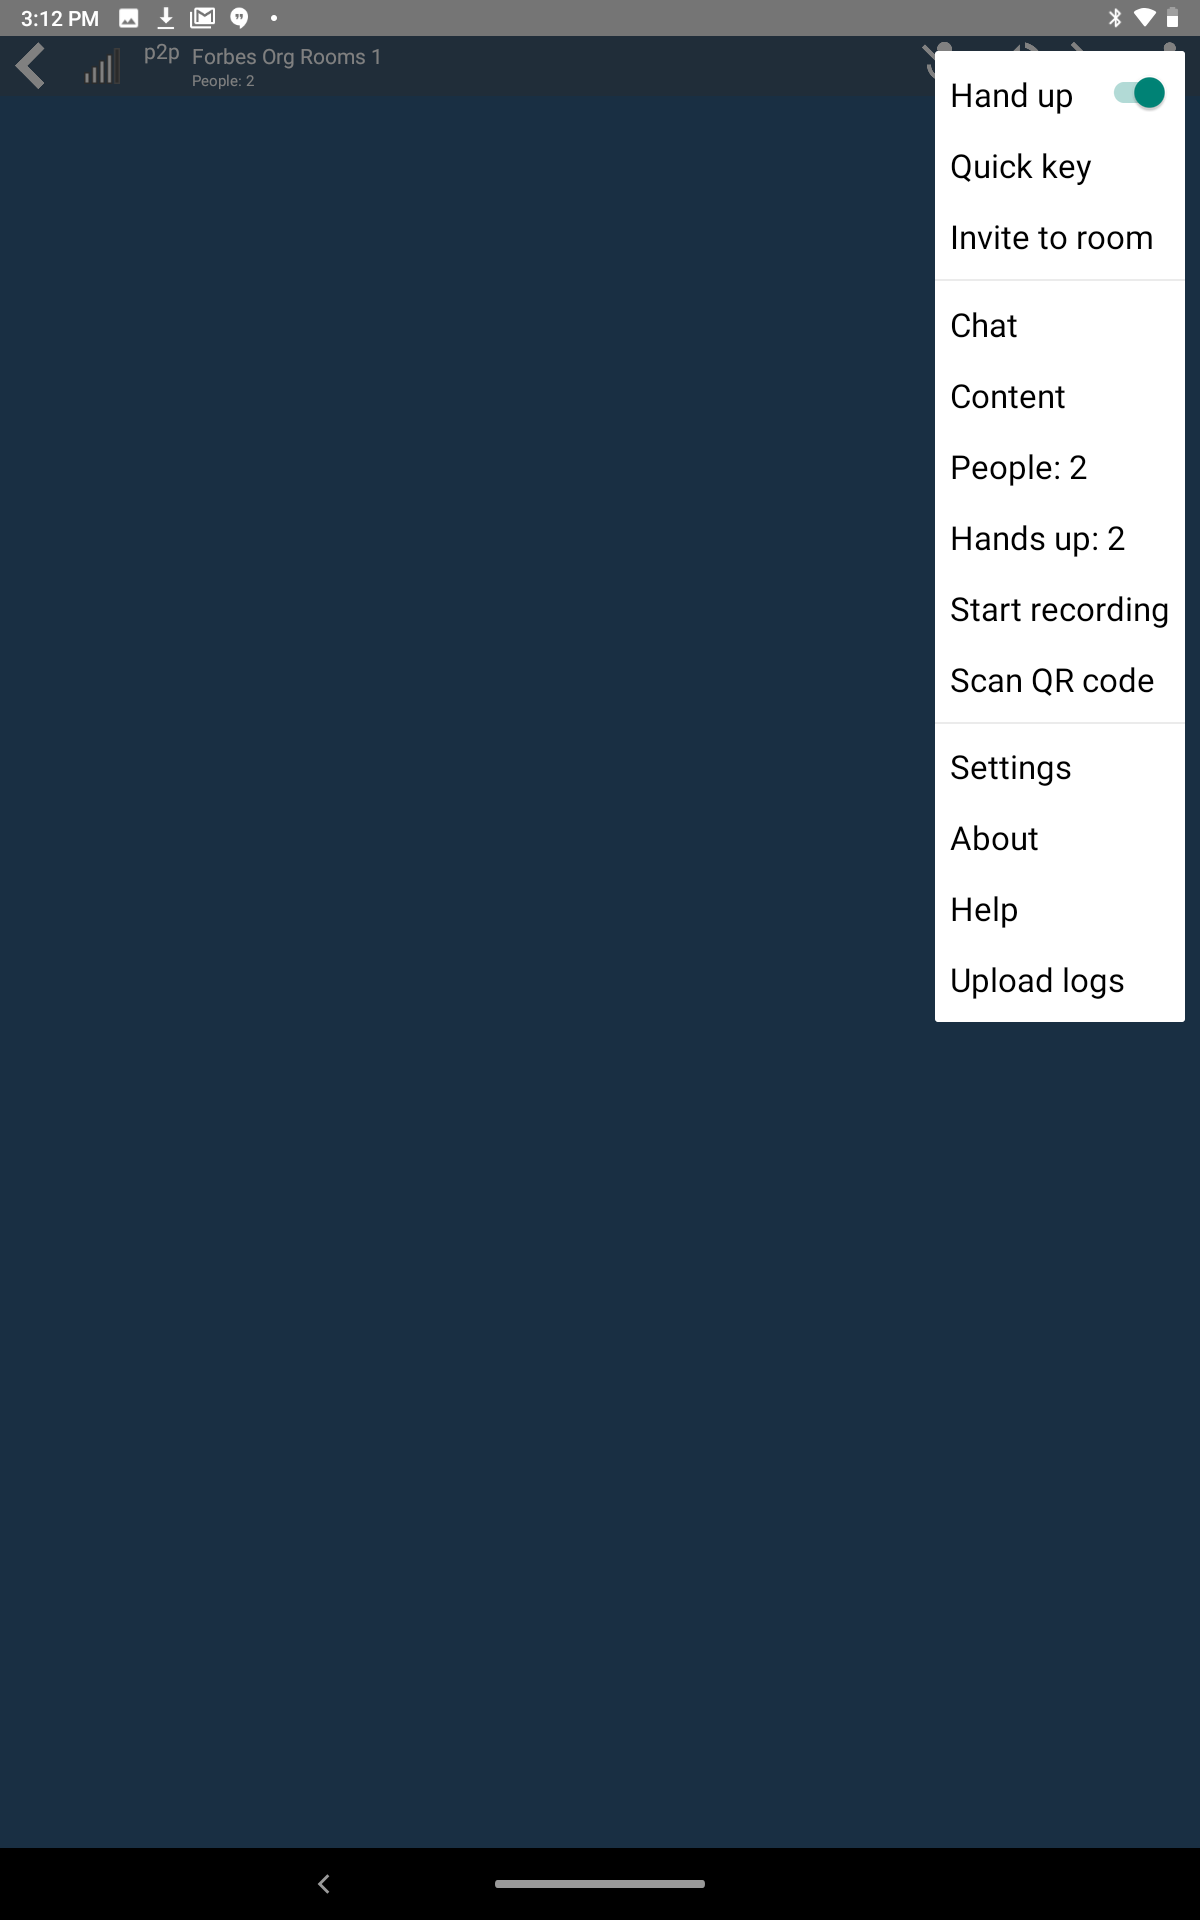 3:12 PM
p2p Forbes Org Rooms 1
People: 2
Hand up
Quick key
Invite to room
Chat
Content
People: 2
Hands up: 2
Start recording
Scan QR code
Settings
About
Help
Upload logs